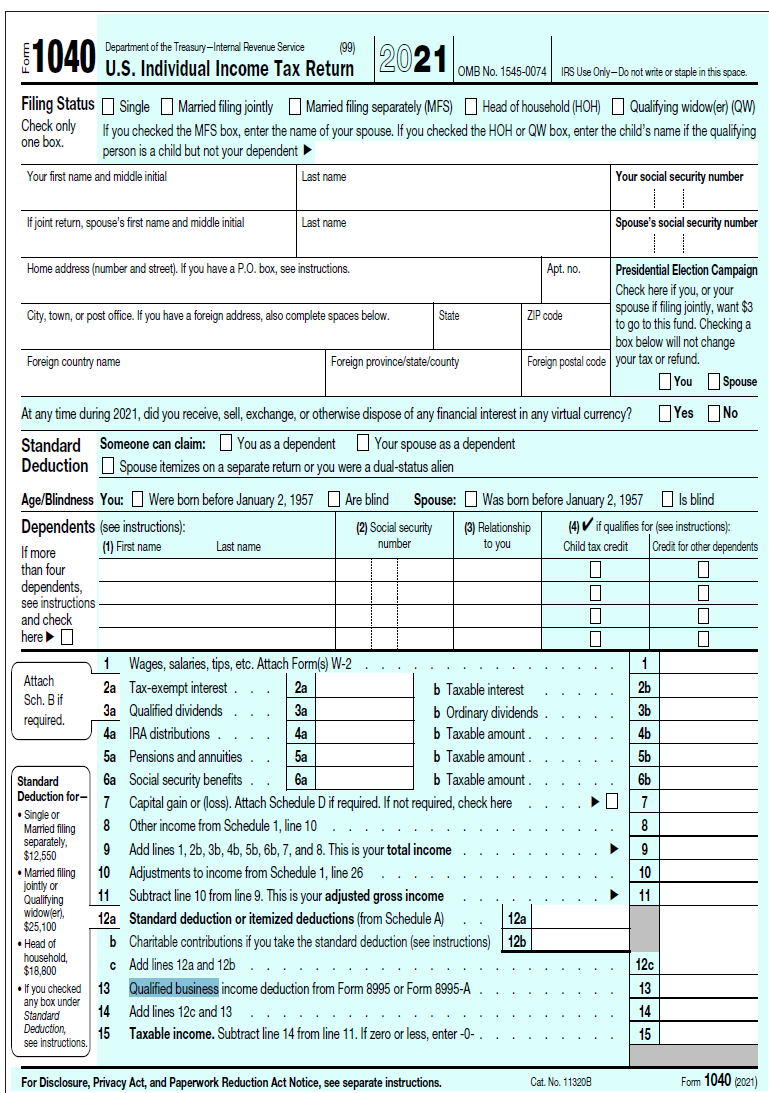 Form 1040 Department of the Treasury—Internal Revenue Service (99)
U.S. Individual Income Tax Return 2021 OMB No. 1545-0074 IRS Use Only—Do not write or staple in this space.
Filing Status Single Married filing jointly Married filing separately (MFS) Head of household (HOH) Qualifying widow(er) (QW)
Check only one box.
If you checked the MFS box, enter the name of your spouse. If you checked the HOH or QW box, enter the child's name if the qualifying
person is a child but not your dependent ▶
Your first name and middle initial Last name Your social security number
If joint return, spouse's first name and middle initial Last name Spouse's social security number
Home address (number and street). If you have a P.O. box, see instructions. Apt. no.
City, town, or post office. If you have a foreign address, also complete spaces below. State ZIP code
Foreign country name Foreign province/state/county Foreign postal code
Presidential Election Campaign
Check here if you, or your
spouse if filing jointly, want $3
to go to this fund. Checking a
box below will not change
your tax or refund.
You Spouse
At any time during 2021, did you receive, sell, exchange, or otherwise dispose of any financial interest in any virtual currency? Yes No
Standard Deduction
Someone can claim: You as a dependent Your spouse as a dependent
Spouse itemizes on a separate return or you were a dual-status alien
Age/Blindness You: Were born before January 2, 1957 Are blind Spouse: Was born before January 2, 1957 Is blind
Dependents (see instructions): (2) Social security number (3) Relationship to you (4) ✔ if qualifies for (see instructions):
(1) First name Last name Child tax credit Credit for other dependents
If more
than four
dependents,
see instructions
and check
here ▶
Attach
Sch. B if
required.
1 Wages, salaries, tips, etc. Attach Form(s) W-2 . . . . . . . . . . . . . . . . 1
2a Tax-exempt interest . . . 2a b Taxable interest . . . . . 2b
3a Qualified dividends . . . 3a b Ordinary dividends . . . . . 3b
4a IRA distributions . . . . 4a b Taxable amount . . . . . . 4b
5a Pensions and annuities . . 5a b Taxable amount . . . . . . 5b
6a Social security benefits . . 6a b Taxable amount . . . . . . 6b
7 Capital gain or (loss). Attach Schedule D if required. If not required, check here . . . . ▶ 7
8 Other income from Schedule 1, line 10 . . . . . . . . . . . . . . . . . . 8
9 Add lines 1, 2b, 3b, 4b, 5b, 6b, 7, and 8. This is your total income . . . . . . . . . ▶ 9
10 Adjustments to income from Schedule 1, line 26 . . . . . . . . . . . . . . . 10
11 Subtract line 10 from line 9. This is your adjusted gross income . . . . . . . . . ▶ 11
12a Standard deduction or itemized deductions (from Schedule A) . . 12a
b Charitable contributions if you take the standard deduction (see instructions) 12b
c Add lines 12a and 12b . . . . . . . . . . . . . . . . . . . . . . . 12c
13 Qualified business income deduction from Form 8995 or Form 8995-A . . . . . . . . . 13
14 Add lines 12c and 13 . . . . . . . . . . . . . . . . . . . . . . . 14
15 Taxable income. Subtract line 14 from line 11. If zero or less, enter -0- . . . . . . . . . 15
Standard
Deduction for—
• Single or
Married filing
separately,
$12,550
• Married filing
jointly or
Qualifying
widow(er),
$25,100
• Head of
household,
$18,800
• If you checked
any box under
Standard
Deduction,
see instructions.
For Disclosure, Privacy Act, and Paperwork Reduction Act Notice, see separate instructions. Cat. No. 11320B Form 1040 (2021)